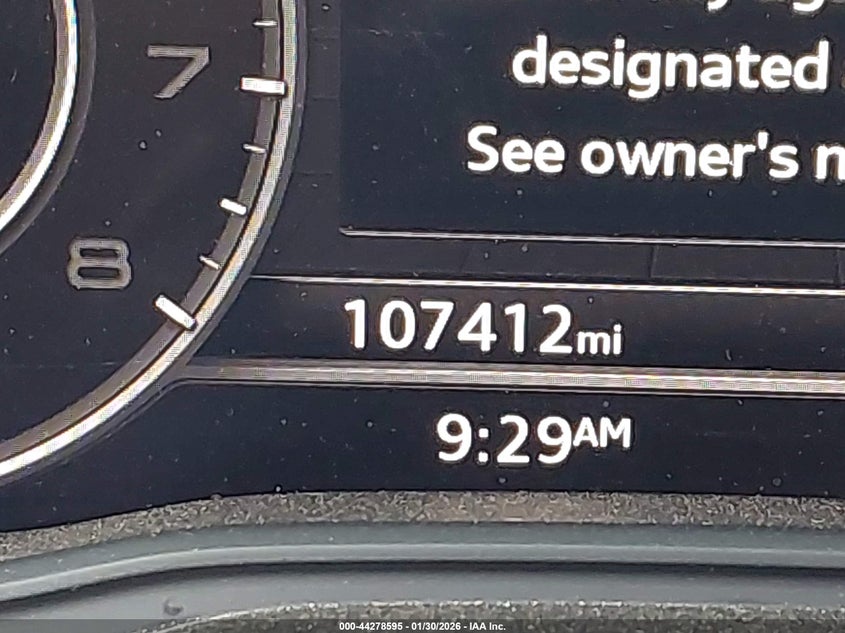 designated
See owner's
7
8
107412mi
9:29AM
000-44278595 - 01/30/2026 - IAA Inc.